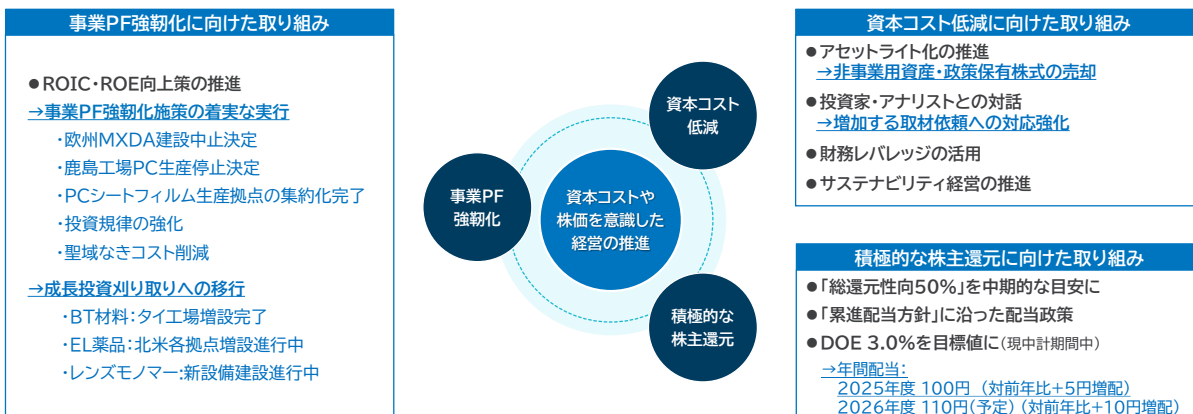 事業PF強靭化に向けた取り組み
●ROIC・ROE向上策の推進
→事業PF強靭化施策の着実な実行
・欧州MXDA建設中止決定
・鹿島工場PC生産停止決定
・PCシートフィルム生産拠点の集約化完了
・投資規律の強化
・聖域なきコスト削減
→成長投資刈り取りへの移行
・BT材料：タイ工場増設完了
・EL薬品：北米各拠点増設進行中
・レンズモノマー:新設備建設進行中
資本コスト
低減
事業PF
強靭化
資本コストや
株価を意識した
経営の推進
積極的な
株主還元
資本コスト低減に向けた取り組み
●アセットライト化の推進
→非事業用資産・政策保有株式の売却
●投資家・アナリストとの対話
→増加する取材依頼への対応強化
●財務レバレッジの活用
●サステナビリティ経営の推進
積極的な株主還元に向けた取り組み
●「総還元性向50％」を中期的な目安に
●「累進配当方針」に沿った配当政策
●DOE 3.0％を目標値に（現中計期間中）
→年間配当：
2025年度 100円 （対前年比+5円増配）
2026年度 110円(予定) （対前年比+10円増配）